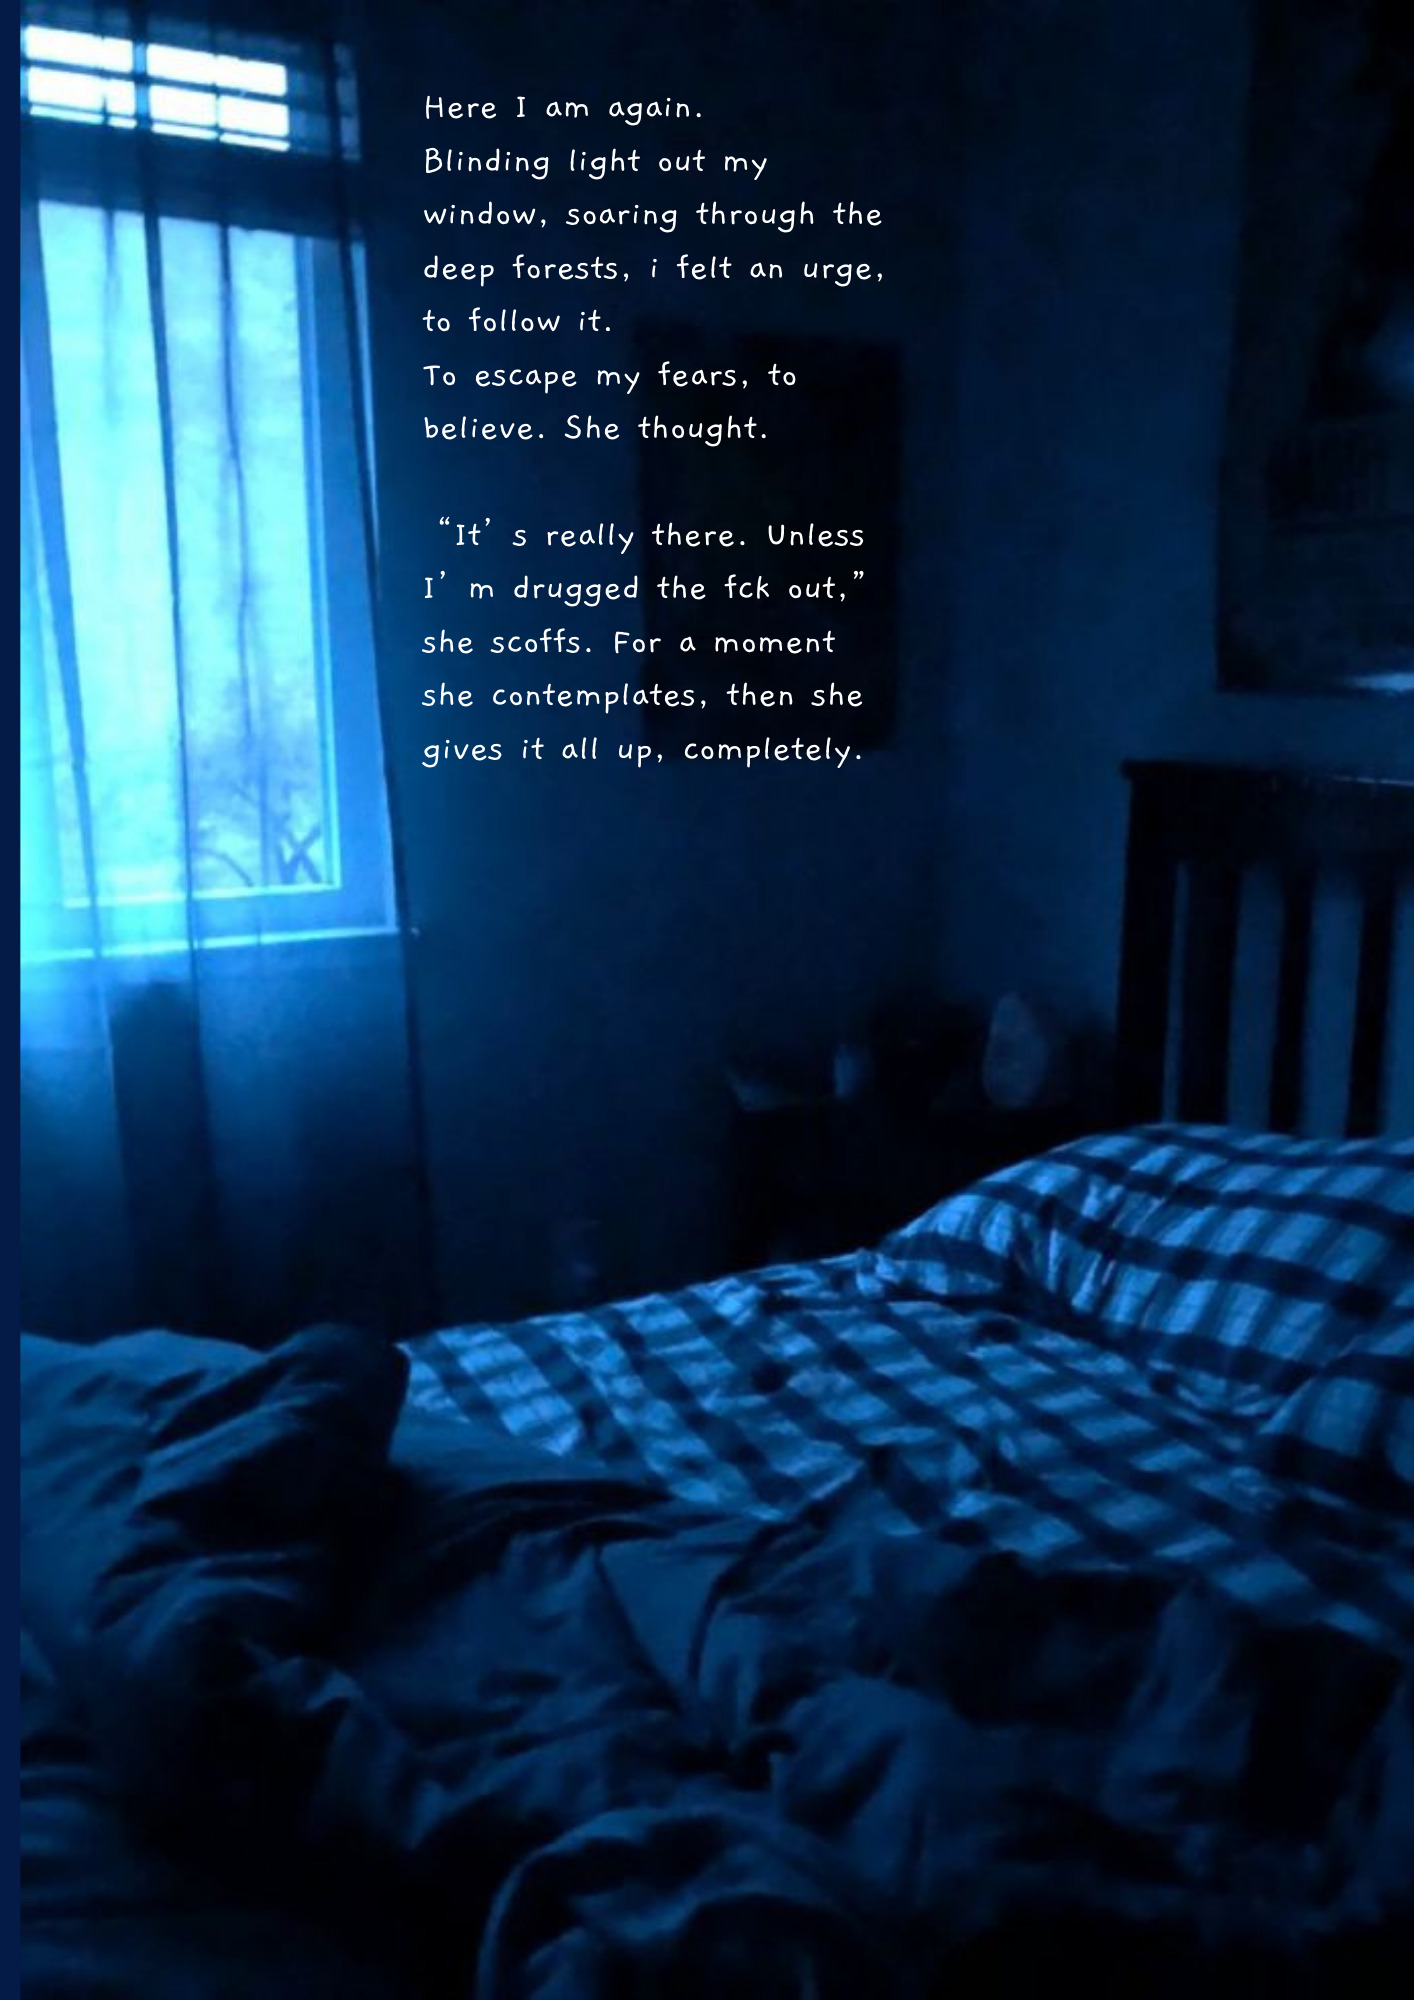 Here I am again.
Blinding light out my
window, soaring through the
deep forests, i felt an urge,
to follow it.
To escape my fears, to
believe. She thought.
“It’ s really there. Unless
I’ m drugged the fck out,”
she scoffs. For a moment
she contemplates, then she
gives it all up, completely.